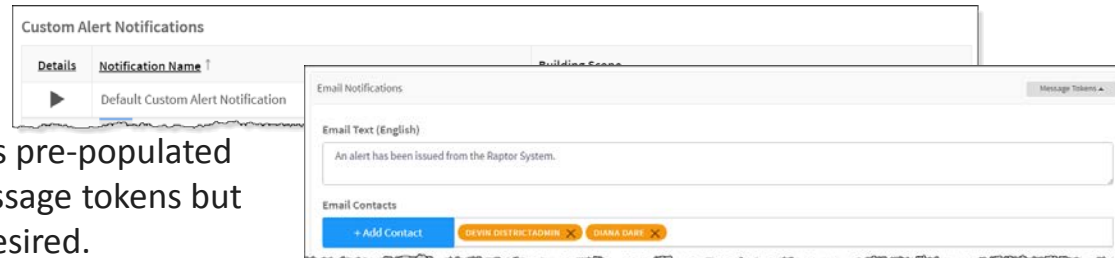 Custom Alert Notifications
Details Notification Name ↑ Building Scope
Default Custom Alert Notification
Email Notifications Message Tokens ▲
Email Text (English)
An alert has been issued from the Raptor System.
Email Contacts
+ Add Contact DEVIN DISTRICTADMIN X DIANA DARE X
s pre-populated
ssage tokens but
esired.